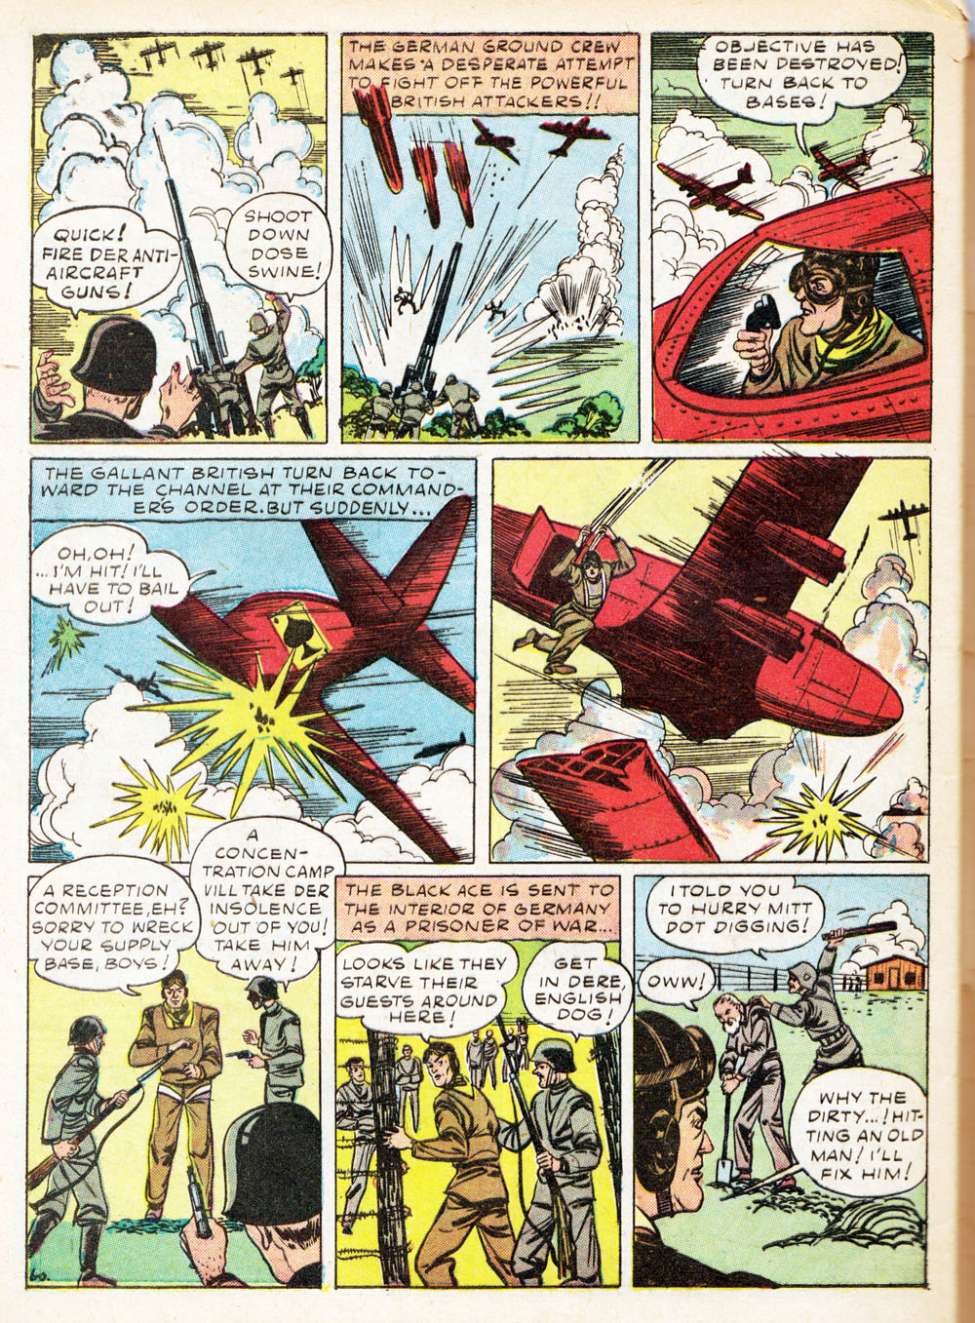 QUICK!
FIRE DER ANTI-
AIRCRAFT
GUNS!
SHOOT
DOWN
DOSE
SWINE!
THE GERMAN GROUND CREW
MAKES A DESPERATE ATTEMPT
TO FIGHT OFF THE POWERFUL
BRITISH ATTACKERS!!
OBJECTIVE HAS
BEEN DESTROYED!
TURN BACK TO
BASES!
THE GALLANT BRITISH TURN BACK TO-
WARD THE CHANNEL AT THEIR COMMAND-
ER'S ORDER. BUT SUDDENLY...
OH, OH!
...I'M HIT! I'LL
HAVE TO BAIL
OUT!
A RECEPTION
COMMITTEE, EH?
SORRY TO WRECK
YOUR SUPPLY
BASE, BOYS!
A
CONCEN-
TRATION CAMP
VILL TAKE DER
INSOLENCE
OUT OF YOU!
TAKE HIM
AWAY!
THE BLACK ACE IS SENT TO
THE INTERIOR OF GERMANY
AS A PRISONER OF WAR...
LOOKS LIKE THEY
STARVE THEIR
GUESTS AROUND
HERE!
GET
IN DERE,
ENGLISH
DOG!
I TOLD YOU
TO HURRY MITT
DOT DIGGING!
OWW!
WHY THE
DIRTY...! HIT-
TING AN OLD
MAN! I'LL
FIX HIM!